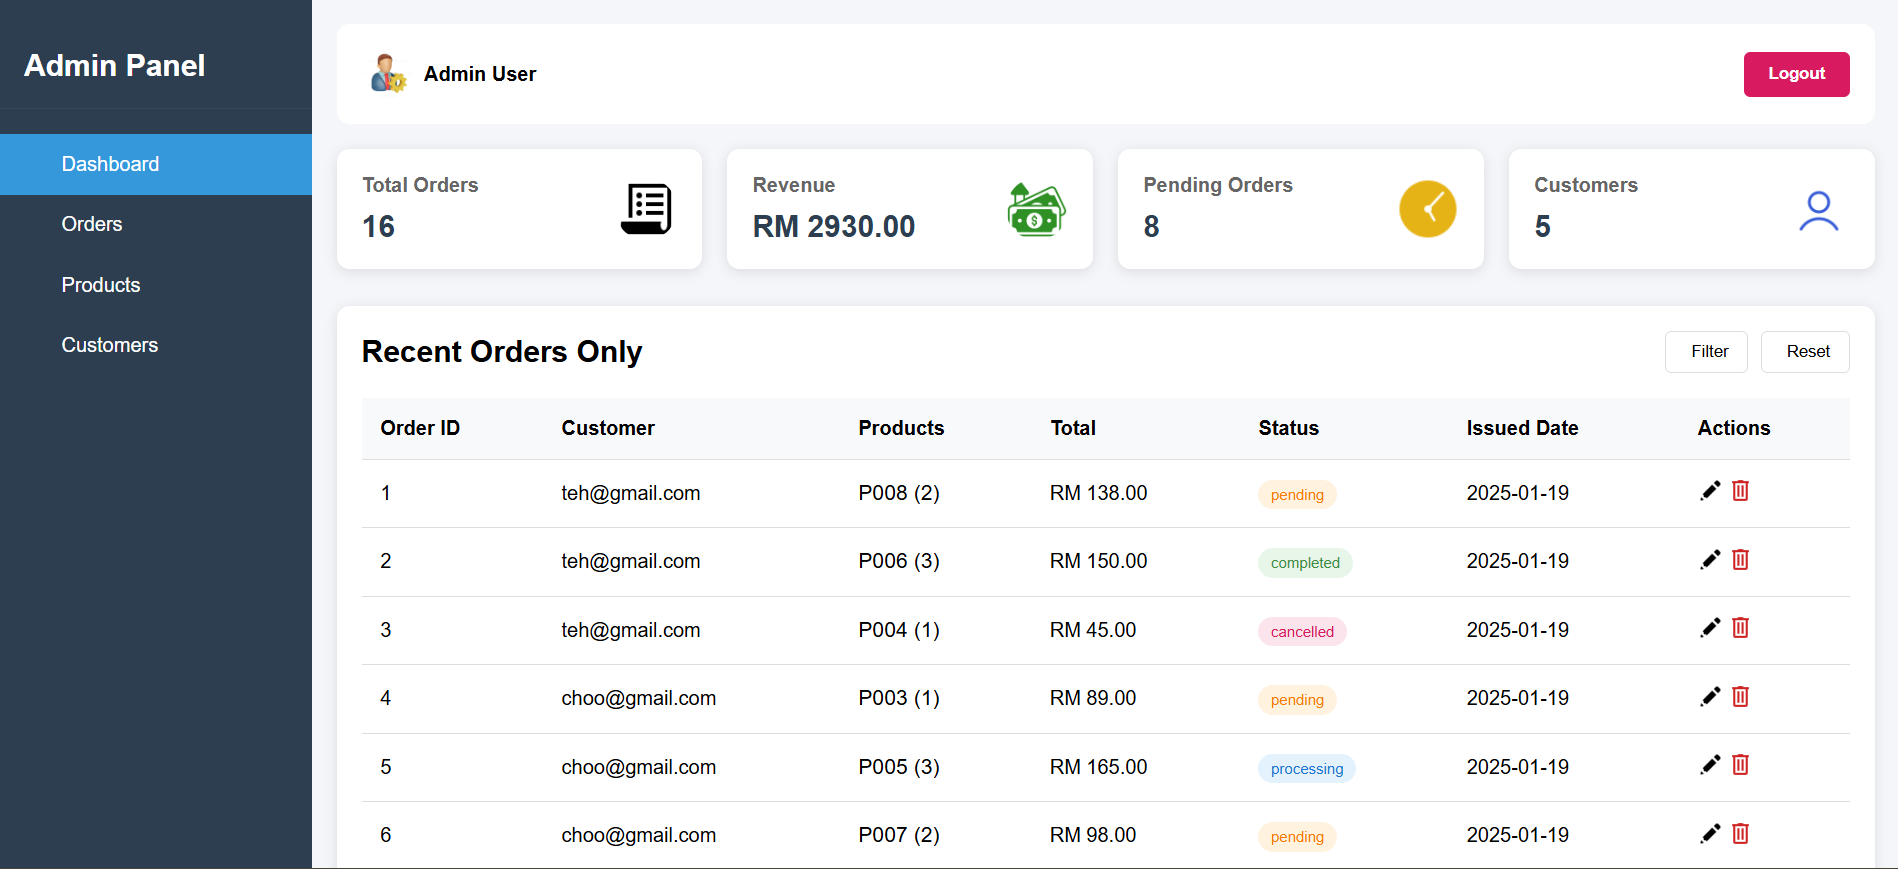 Admin Panel
Dashboard
Orders
Products
Customers
Admin User
Logout
Total Orders
16
Revenue
RM 2930.00
Pending Orders
8
Customers
5
Recent Orders Only
Filter Reset
Order ID Customer Products Total Status Issued Date Actions
1 teh@gmail.com P008 (2) RM 138.00 pending 2025-01-19
2 teh@gmail.com P006 (3) RM 150.00 completed 2025-01-19
3 teh@gmail.com P004 (1) RM 45.00 cancelled 2025-01-19
4 choo@gmail.com P003 (1) RM 89.00 pending 2025-01-19
5 choo@gmail.com P005 (3) RM 165.00 processing 2025-01-19
6 choo@gmail.com P007 (2) RM 98.00 pending 2025-01-19